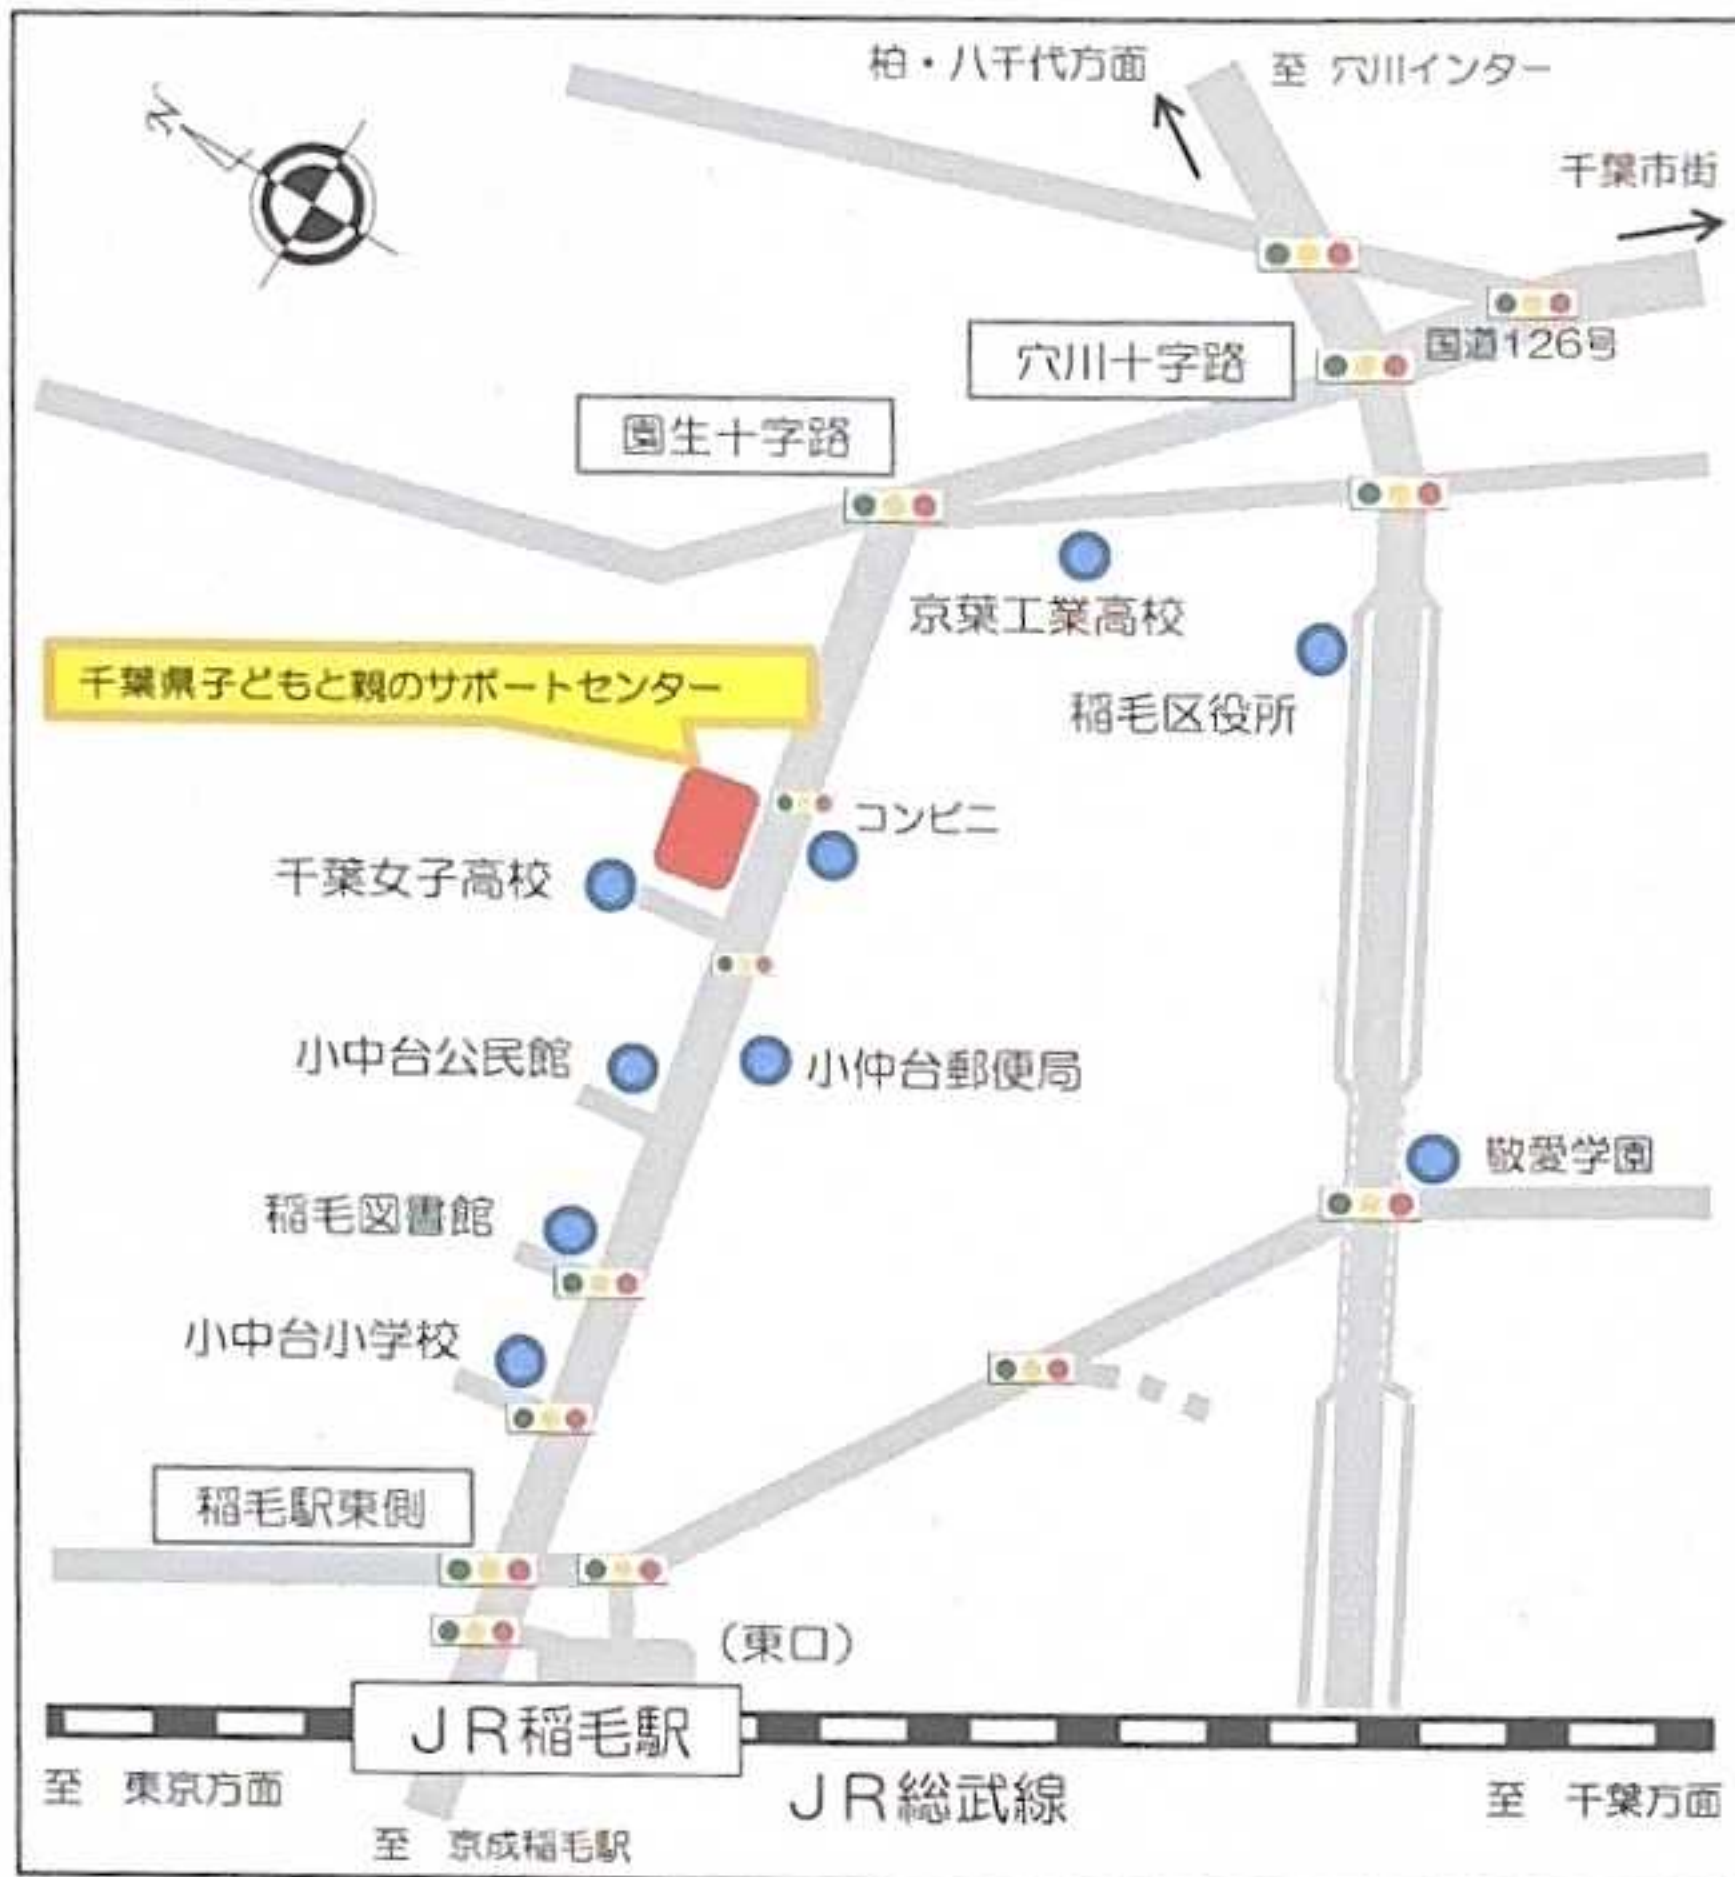 柏・八千代方面
至 穴川インター
N
千葉市街
穴川十字路
国道126号
園生十字路
京葉工業高校
千葉県子どもと親のサポートセンター
稲毛区役所
コンビニ
千葉女子高校
小中台公民館
小仲台郵便局
敬愛学園
稲毛図書館
小中台小学校
稲毛駅東側
（東口）
ＪＲ稲毛駅
至 東京方面
ＪＲ総武線
至 千葉方面
至 京成稲毛駅